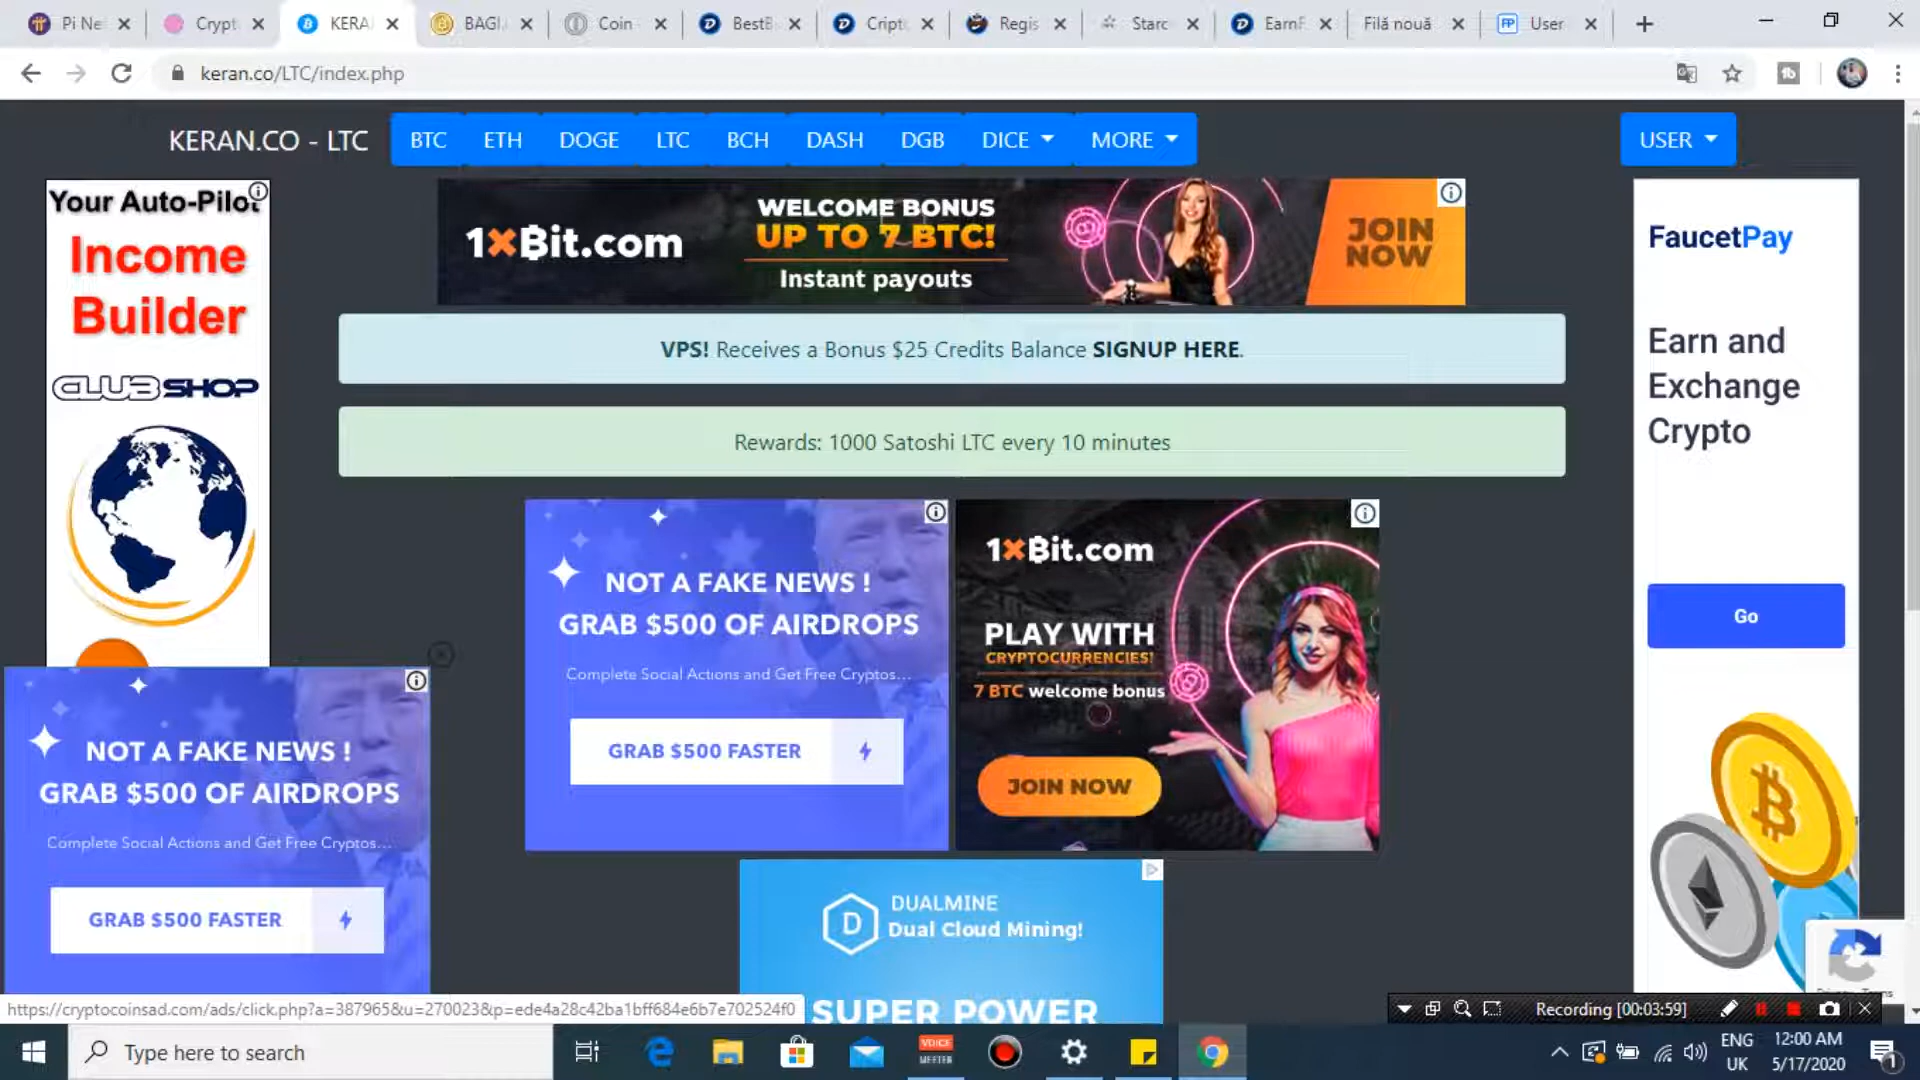 Pi Ne
Crypt
KERA
BAGI
Coin
BestB
Cript
Regis
Starc
EarnF
Filă nouă
FP
User
keran.co/LTC/index.php
KERAN.CO - LTC
BTC
ETH
DOGE
LTC
BCH
DASH
DGB
DICE
MORE
USER
Your Auto-Pilot
Income
Builder
CLUBSHOP
1xBit.com
WELCOME BONUS
UP TO 7 BTC!
Instant payouts
JOIN
NOW
VPS! Receives a Bonus $25 Credits Balance SIGNUP HERE.
Rewards: 1000 Satoshi LTC every 10 minutes
FaucetPay
Earn and
Exchange
Crypto
Go
NOT A FAKE NEWS !
GRAB $500 OF AIRDROPS
Complete Social Actions and Get Free Cryptos...
GRAB $500 FASTER
1xBit.com
PLAY WITH
CRYPTOCURRENCIES!
7 BTC welcome bonus
JOIN NOW
NOT A FAKE NEWS !
GRAB $500 OF AIRDROPS
Complete Social Actions and Get Free Cryptos...
GRAB $500 FASTER
DUALMINE
Dual Cloud Mining!
SUPER POWER
https://cryptocoinsad.com/ads/click.php?a=387965&u=270023&p=ede4a28c42ba1bff684e6b7e702524f0
Recording [00:03:59]
Type here to search
VOICE
MEETER
ENG
UK
12:00 AM
5/17/2020
1